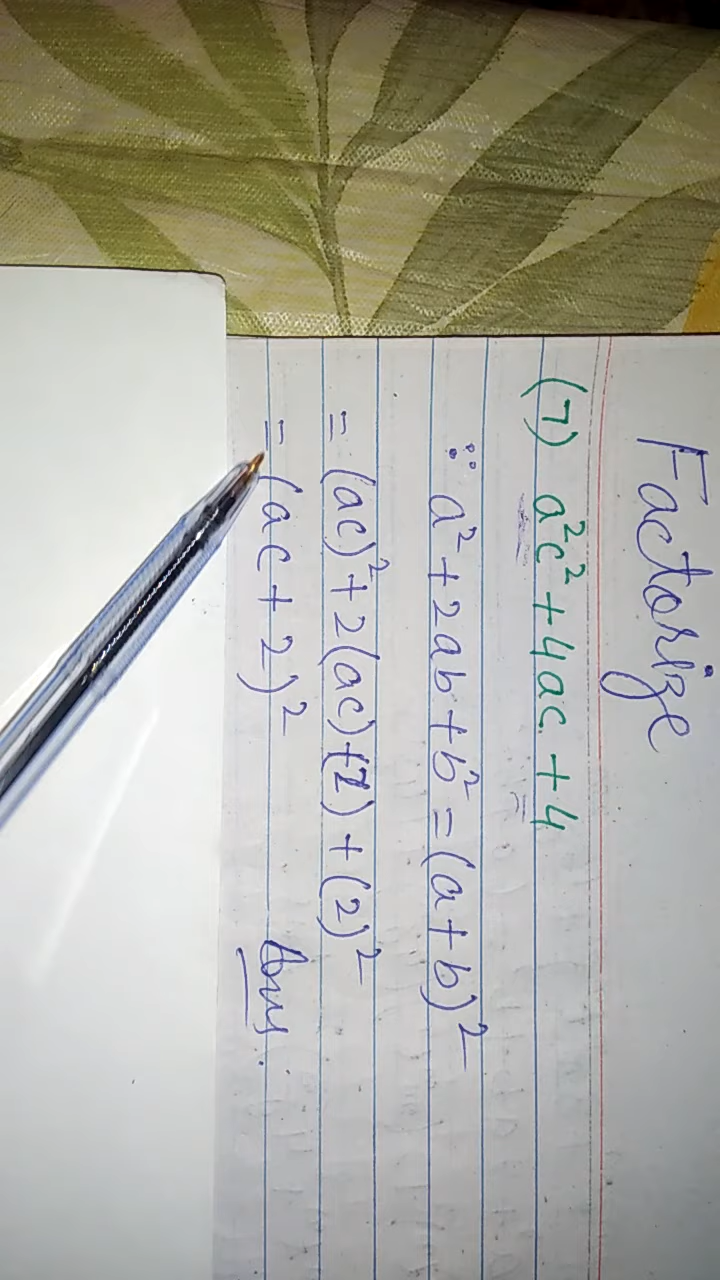 Factorize
(7) a²c² + 4ac + 4
∵ a² + 2ab + b² = (a + b)²
= (ac)² + 2(ac)+(2) + (2)²
= (ac + 2)² Ans.